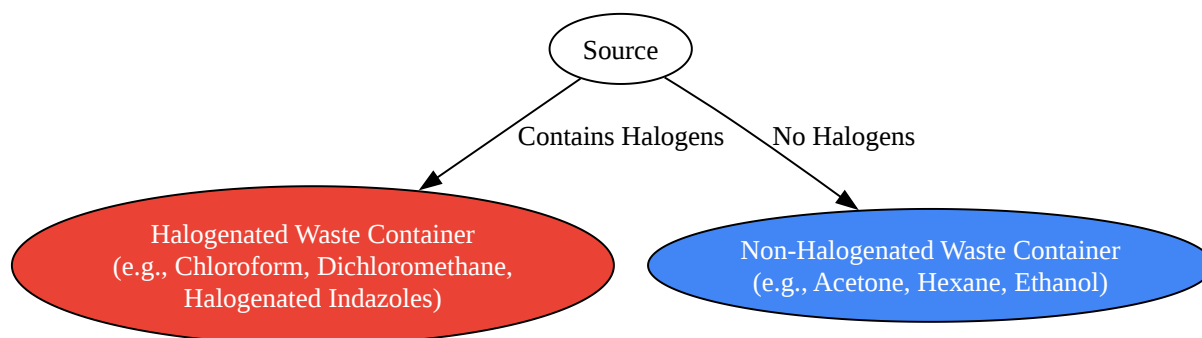 Source
Contains Halogens
No Halogens
Halogenated Waste Container
(e.g., Chloroform, Dichloromethane,
Halogenated Indazoles)
Non-Halogenated Waste Container
(e.g., Acetone, Hexane, Ethanol)